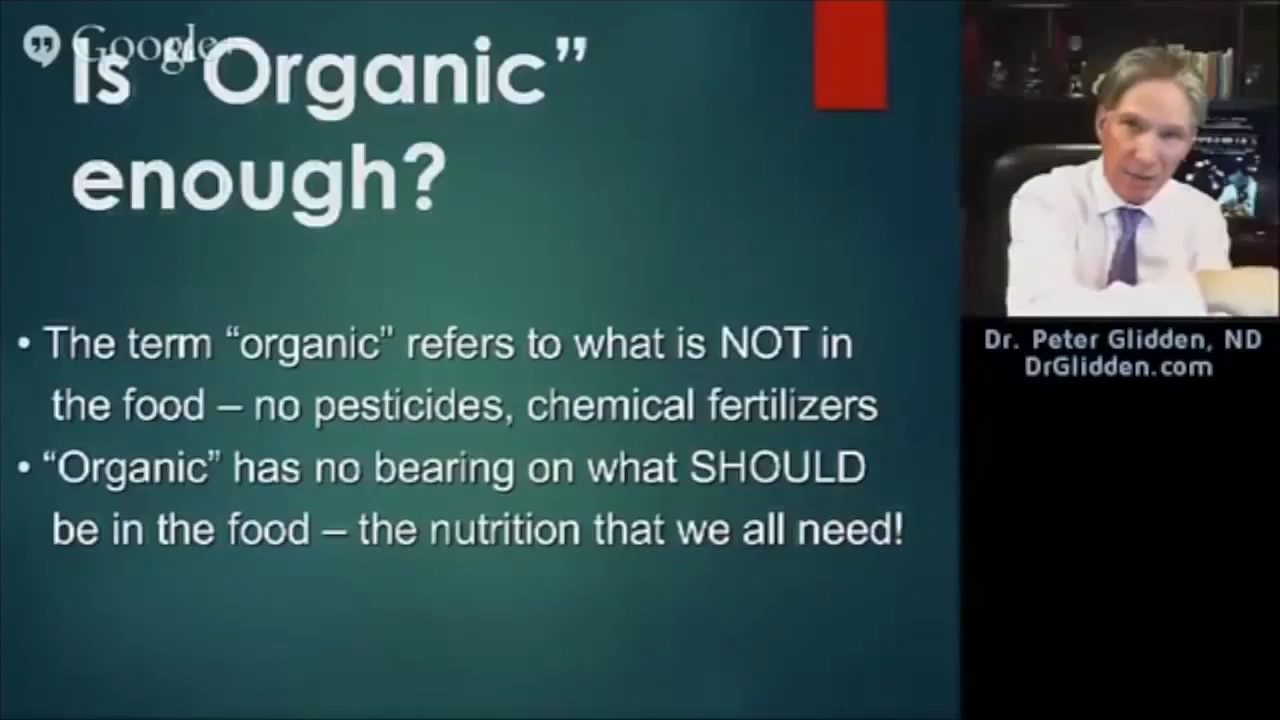 Google+
Is “Organic”
enough?
• The term “organic” refers to what is NOT in
the food – no pesticides, chemical fertilizers
• “Organic” has no bearing on what SHOULD
be in the food – the nutrition that we all need!
Dr. Peter Glidden, ND
DrGlidden.com